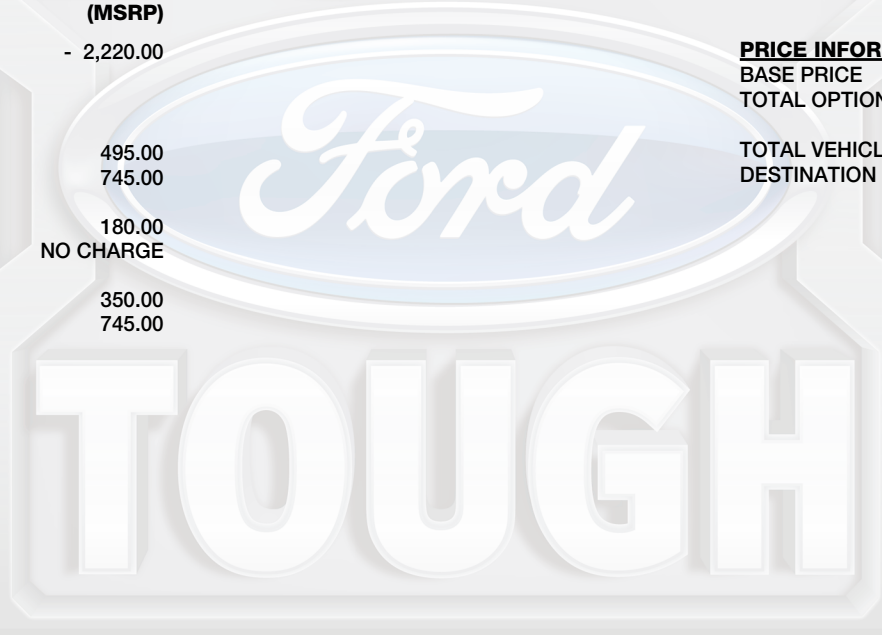 (MSRP)
- 2,220.00
495.00
745.00
180.00
NO CHARGE
350.00
745.00
PRICE INFOR
BASE PRICE
TOTAL OPTION
TOTAL VEHICL
DESTINATION
Ford
TOUGH